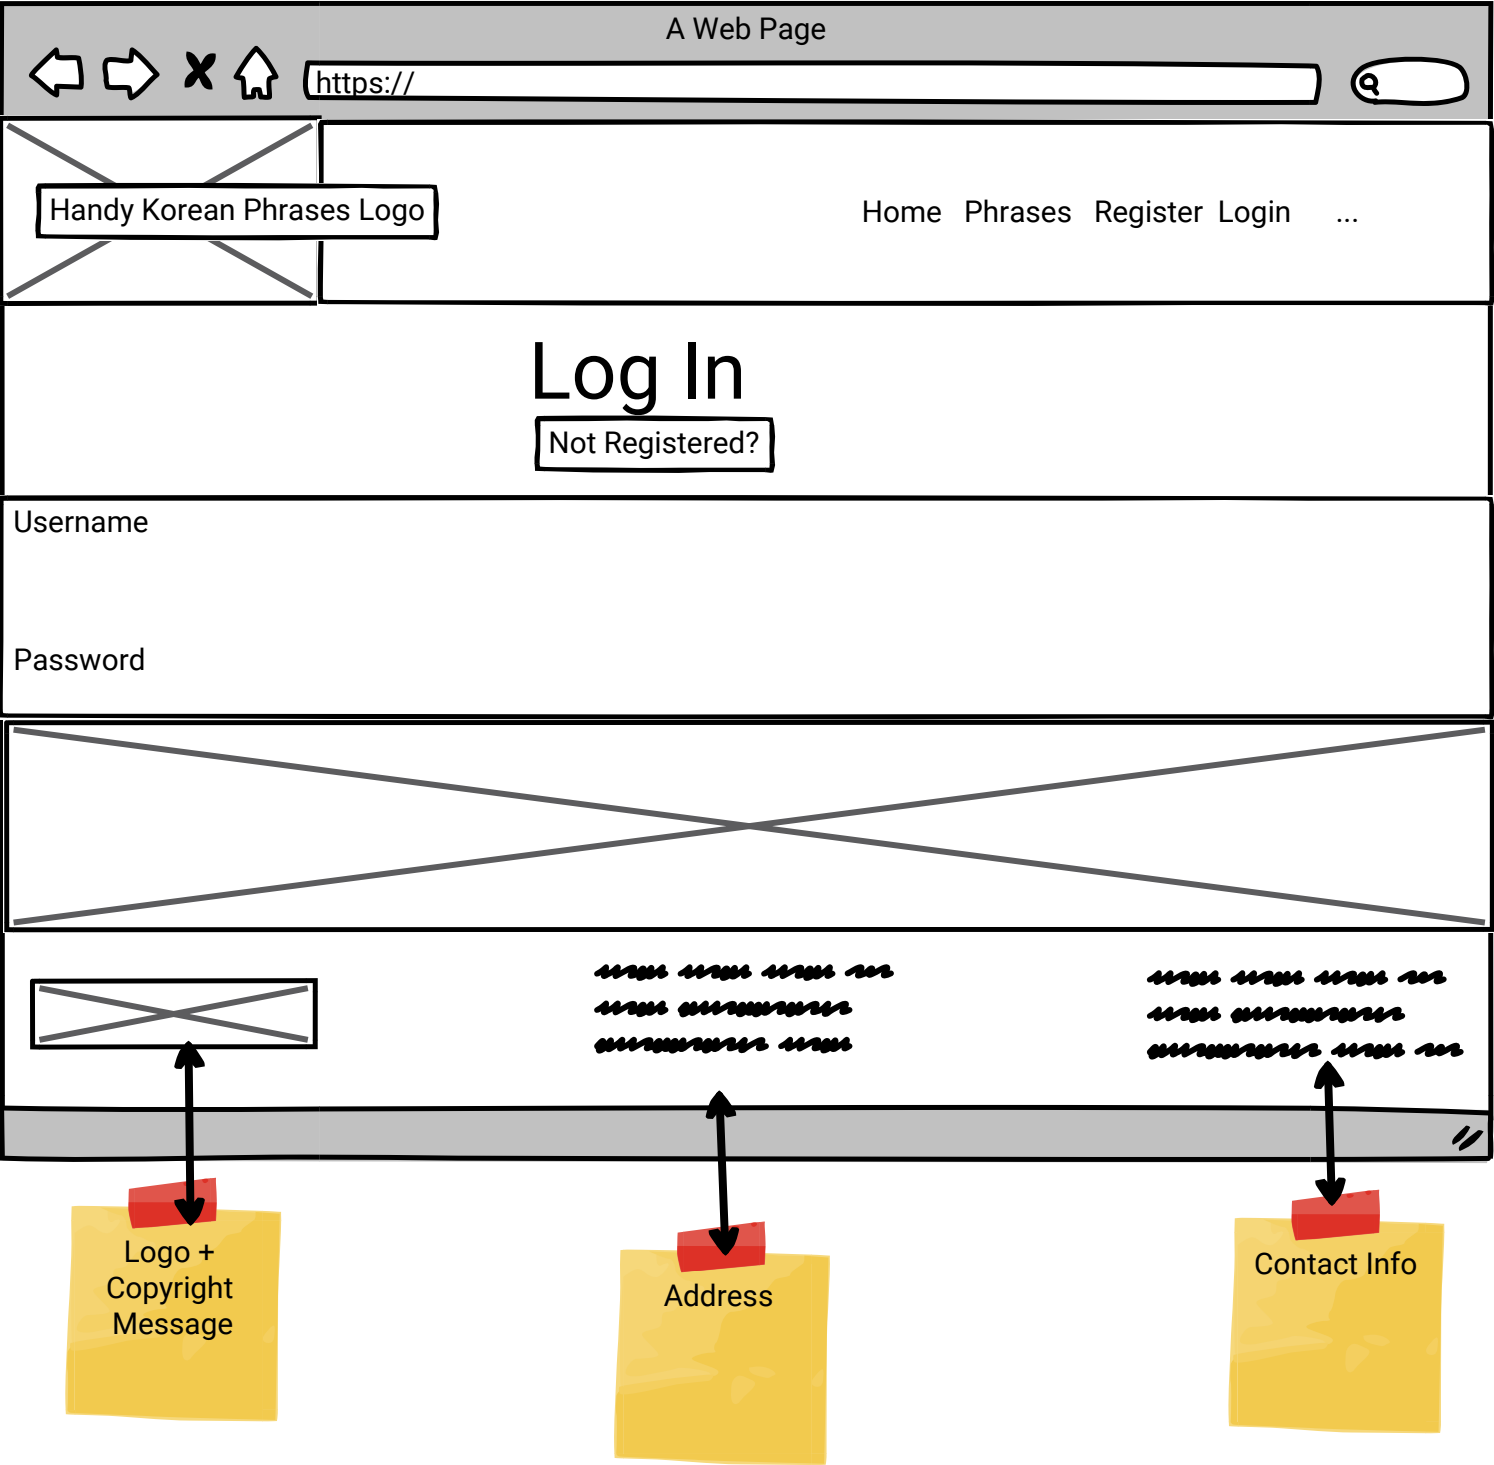 A Web Page
https://
Handy Korean Phrases Logo
Home Phrases Register Login ...
Log In
Not Registered?
Username
Password
Logo +
Copyright
Message
Address
Contact Info